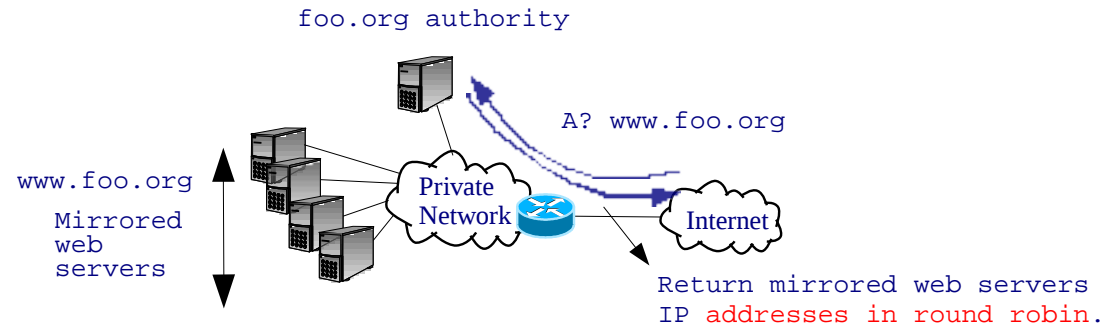 foo.org authority
A? www.foo.org
www.foo.org
Mirrored
web
servers
Private
Network
Internet
Return mirrored web servers
IP addresses in round robin.